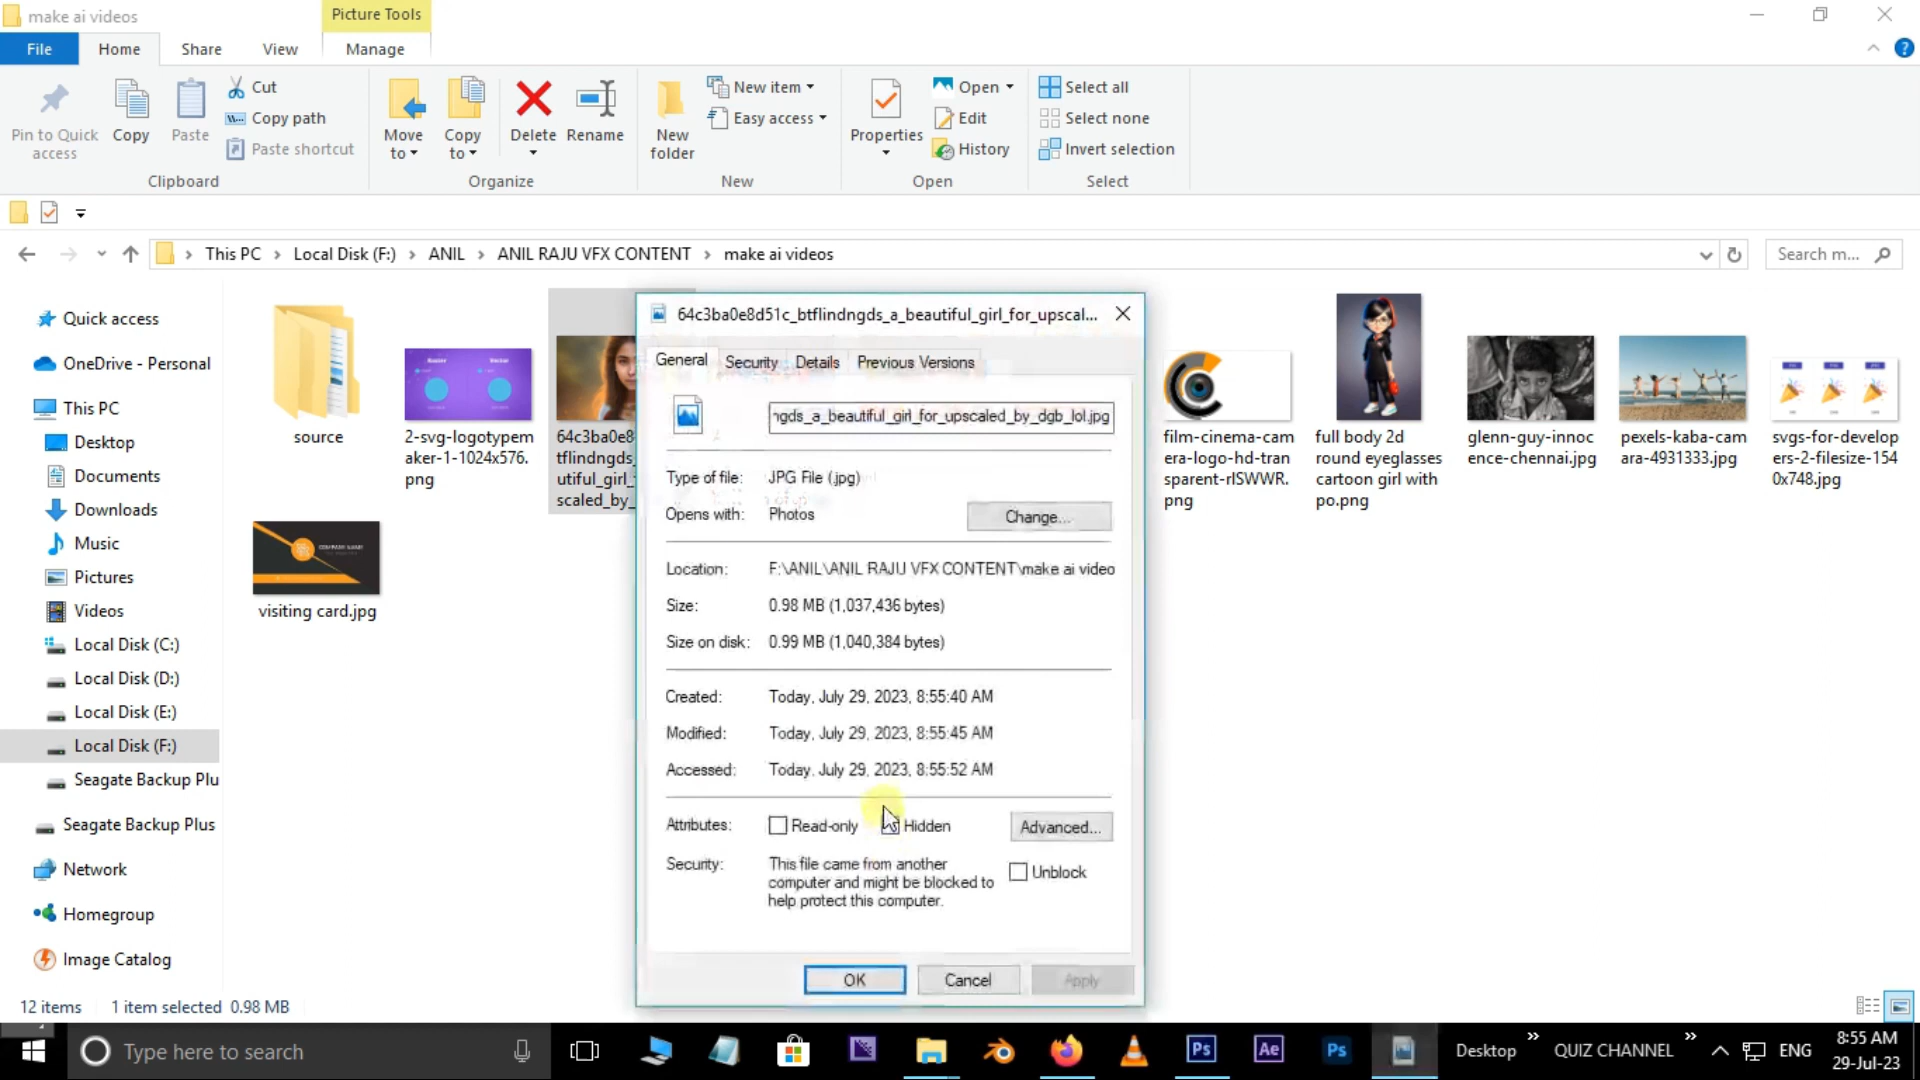 make ai videos
Picture Tools
File
Home
Share
View
Manage
Pin to Quick access
Copy
Paste
Cut
Copy path
Paste shortcut
Clipboard
Move to
Copy to
Delete
Rename
Organize
New folder
New item
Easy access
New
Properties
Open
Edit
History
Open
Select all
Select none
Invert selection
Select
This PC > Local Disk (F:) > ANIL > ANIL RAJU VFX CONTENT > make ai videos
Search m...
Quick access
OneDrive - Personal
This PC
Desktop
Documents
Downloads
Music
Pictures
Videos
Local Disk (C:)
Local Disk (D:)
Local Disk (E:)
Local Disk (F:)
Seagate Backup Plu
Seagate Backup Plus
Network
Homegroup
Image Catalog
source
2-svg-logotypem
aker-1-1024x576.
png
64c3ba0e8
tflindngds_
utiful_girl_
scaled_by_
film-cinema-cam
era-logo-hd-tran
sparent-rISWWR.
png
full body 2d
round eyeglasses
cartoon girl with
po.png
glenn-guy-innoc
ence-chennai.jpg
pexels-kaba-cam
ara-4931333.jpg
svgs-for-develop
ers-2-filesize-154
0x748.jpg
COMPANY NAME
visiting card.jpg
64c3ba0e8d51c_btflindngds_a_beautiful_girl_for_upscal...
General
Security
Details
Previous Versions
ngds_a_beautiful_girl_for_upscaled_by_dgb_lol.jpg
Type of file: JPG File (.jpg)
Opens with: Photos
Change...
Location: F:\ANIL\ANIL RAJU VFX CONTENT\make ai video
Size: 0.98 MB (1,037,436 bytes)
Size on disk: 0.99 MB (1,040,384 bytes)
Created: Today, July 29, 2023, 8:55:40 AM
Modified: Today, July 29, 2023, 8:55:45 AM
Accessed: Today, July 29, 2023, 8:55:52 AM
Attributes: Read-only Hidden
Advanced...
Security: This file came from another
computer and might be blocked to
help protect this computer.
Unblock
OK
Cancel
Apply
12 items 1 item selected 0.98 MB
Type here to search
Ps
Ae
Ps
Desktop
QUIZ CHANNEL
ENG
8:55 AM
29-Jul-23